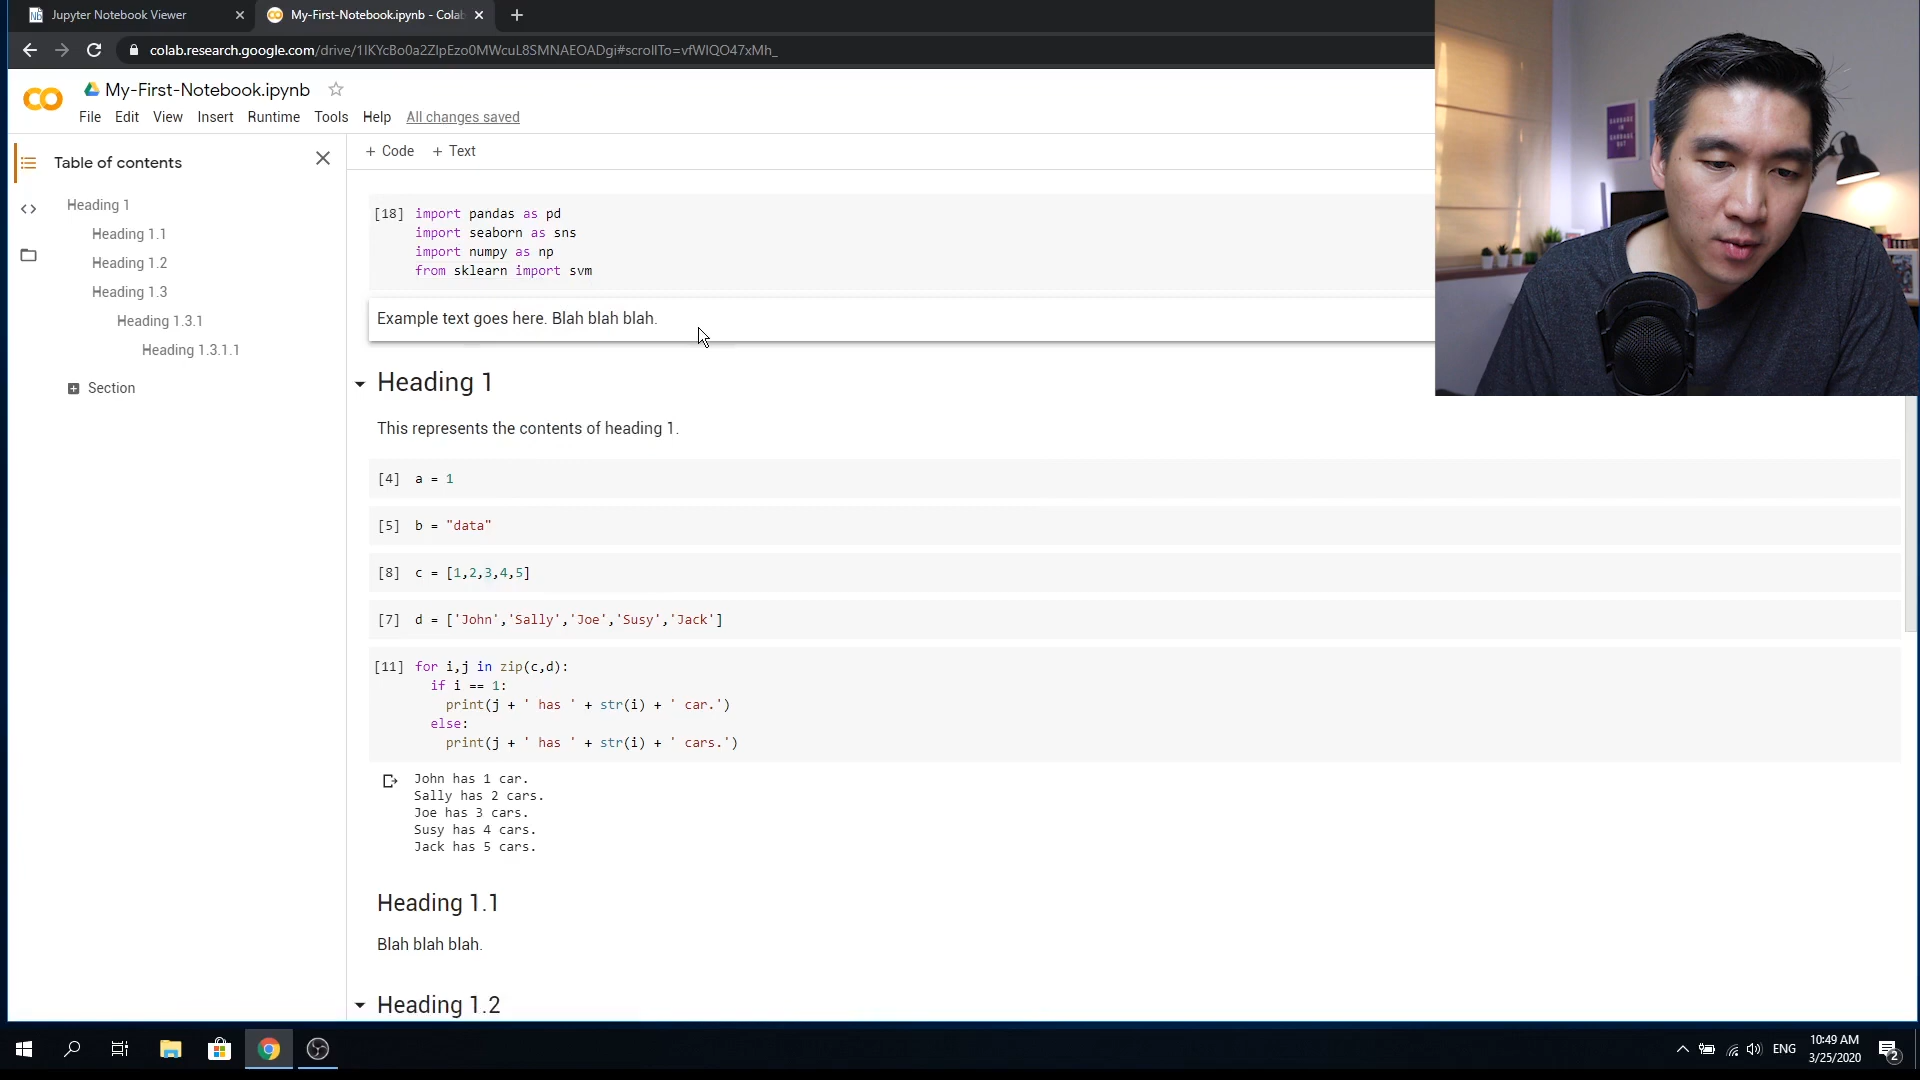 Jupyter Notebook Viewer
My-First-Notebook.ipynb - Cola
colab.research.google.com/drive/1IKYcBo0a2ZlpEzo0MWcuL8SMNAEOADgi#scrollTo=vfWlQO47xMh_
My-First-Notebook.ipynb
File Edit View Insert Runtime Tools Help All changes saved
Table of contents
Heading 1
Heading 1.1
Heading 1.2
Heading 1.3
Heading 1.3.1
Heading 1.3.1.1
Section
+ Code + Text
[18] import pandas as pd
import seaborn as sns
import numpy as np
from sklearn import svm
Example text goes here. Blah blah blah.
Heading 1
This represents the contents of heading 1.
[4] a = 1
[5] b = "data"
[8] c = [1,2,3,4,5]
[7] d = ['John','Sally','Joe','Susy','Jack']
[11] for i,j in zip(c,d):
if i == 1:
print(j + ' has ' + str(i) + ' car.')
else:
print(j + ' has ' + str(i) + ' cars.')
John has 1 car.
Sally has 2 cars.
Joe has 3 cars.
Susy has 4 cars.
Jack has 5 cars.
Heading 1.1
Blah blah blah.
Heading 1.2
GARBAGE
IN
GARBAGE
OUT
ENG
10:49 AM
3/25/2020
2